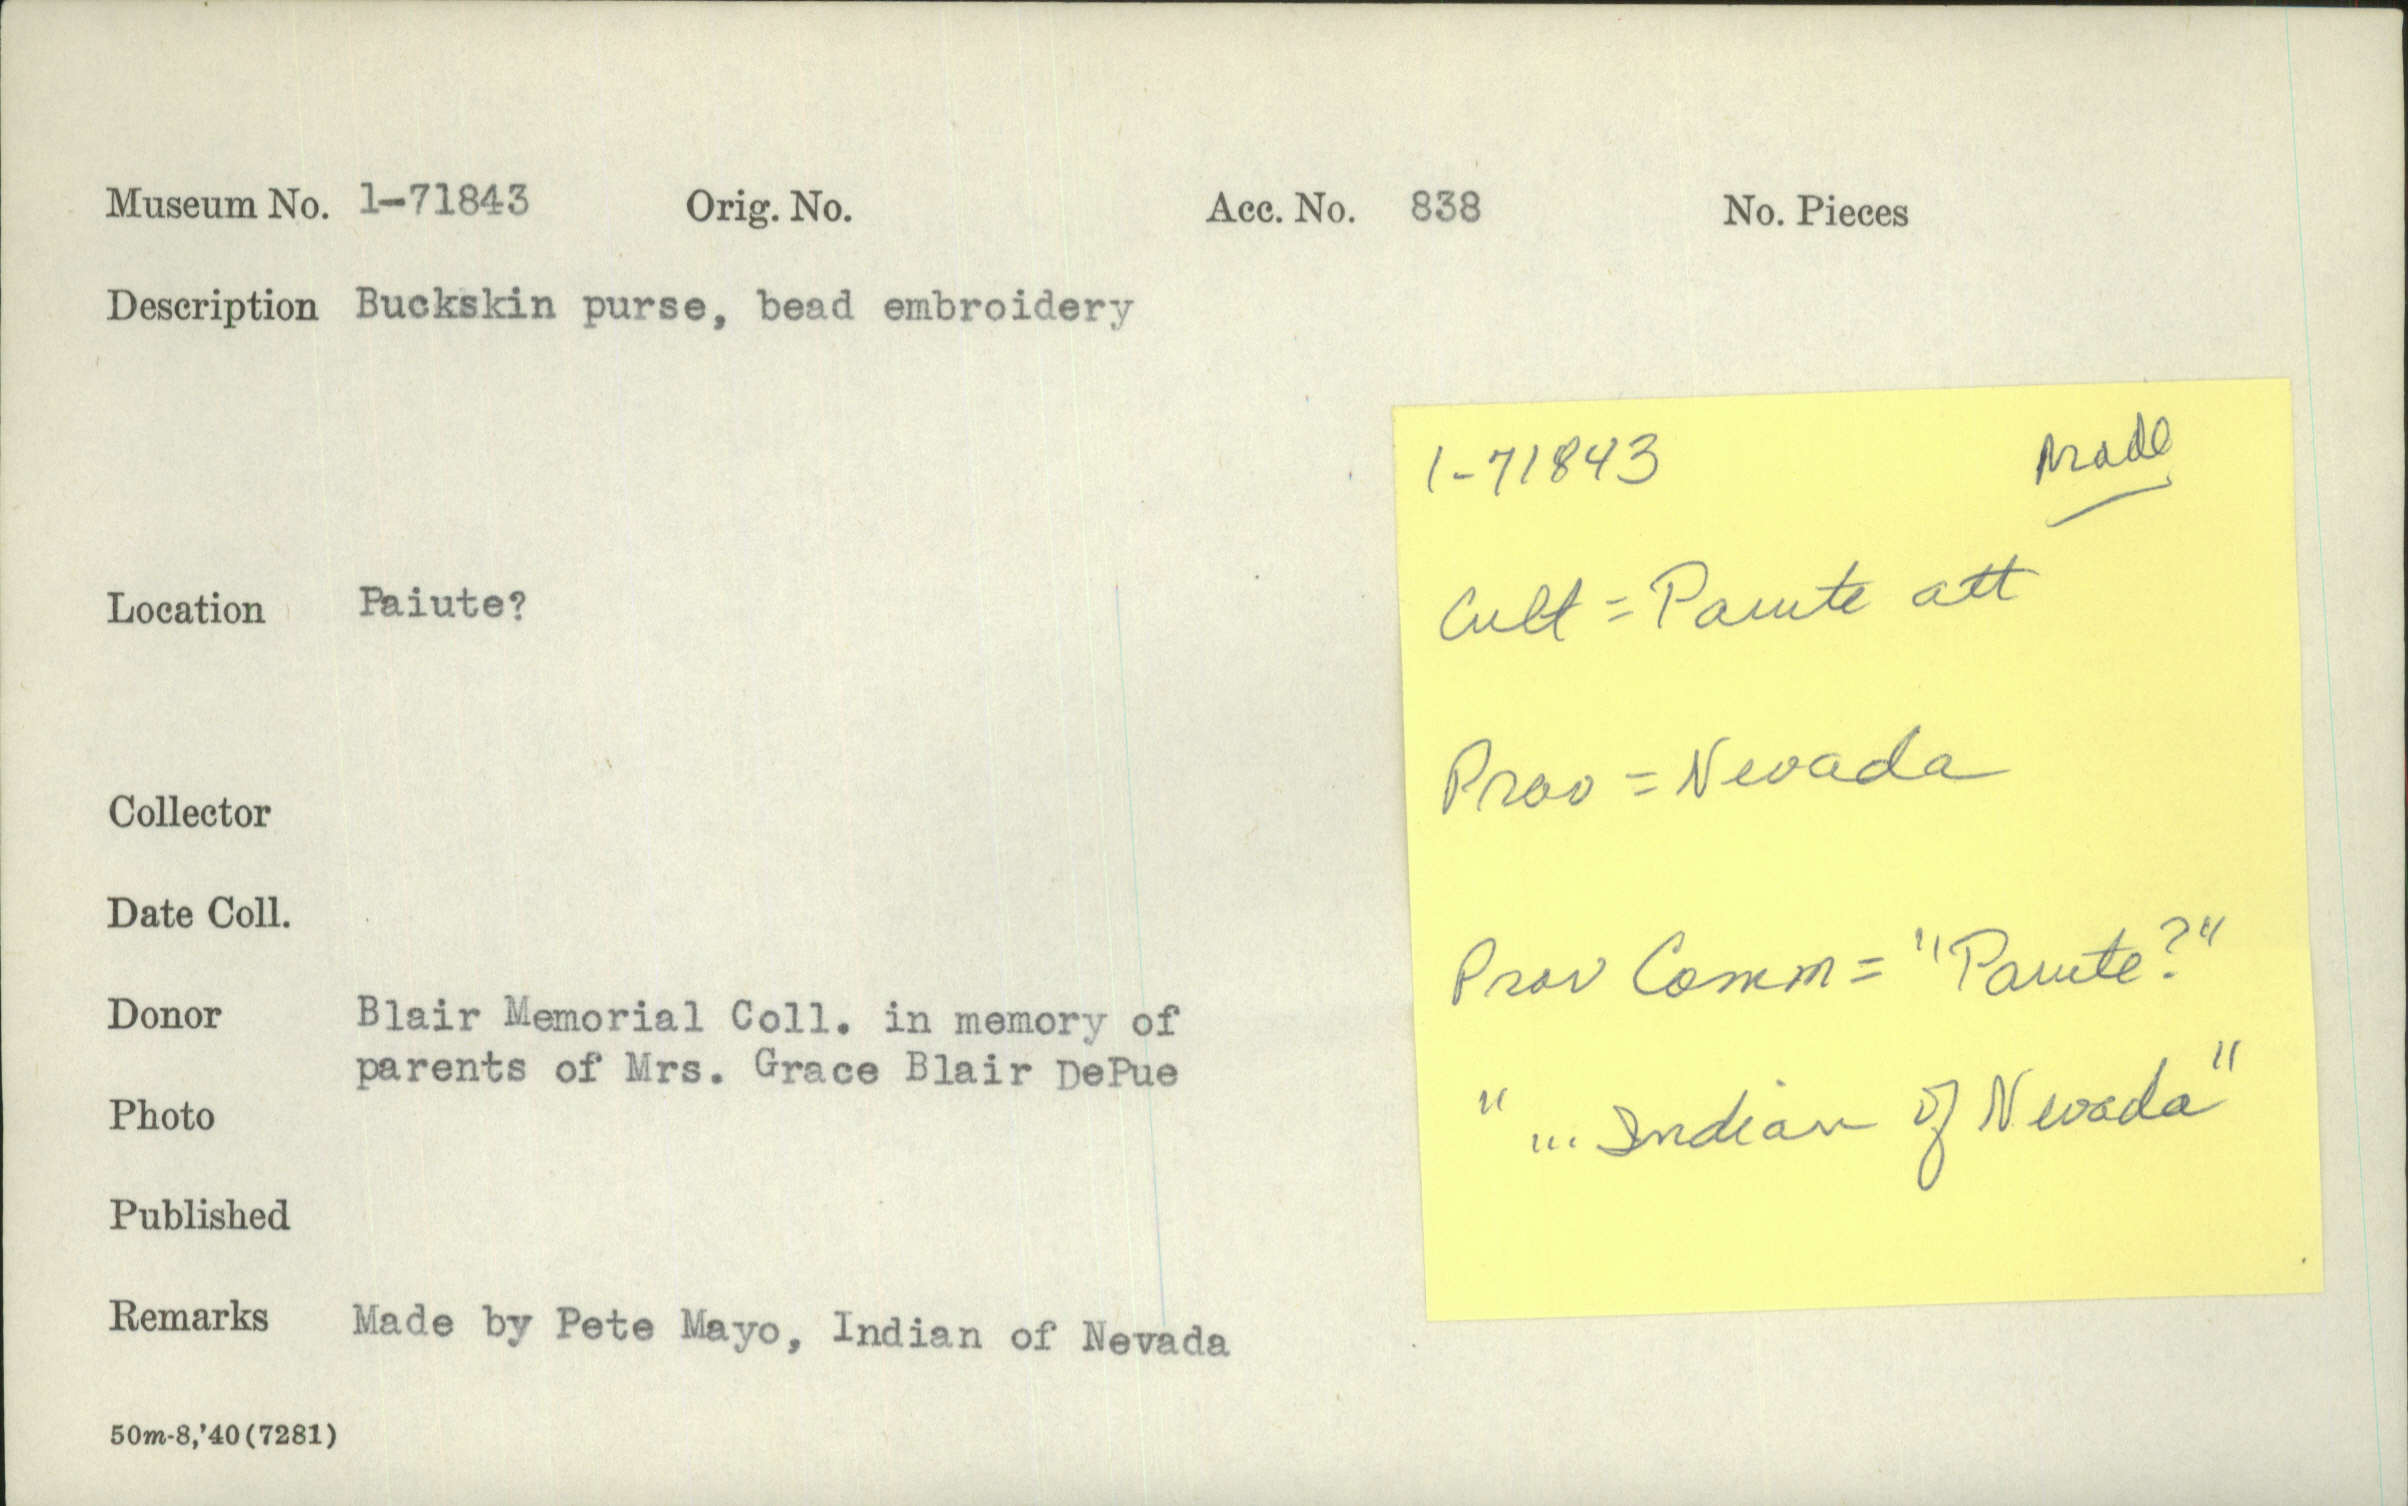 Museum No. 1-71843 Orig. No. Acc. No. 838 No. Pieces
Description Buckskin purse, bead embroidery
Location Paiute?
Collector
Date Coll.
Donor Blair Memorial Coll. in memory of
parents of Mrs. Grace Blair DePue
Photo
Published
Remarks Made by Pete Mayo, Indian of Nevada
50m-8,'40(7281)
1-71843 made
Cult = Paiute att
Prov = Nevada
Prov Comm = "Paiute?"
"... Indian of Nevada"